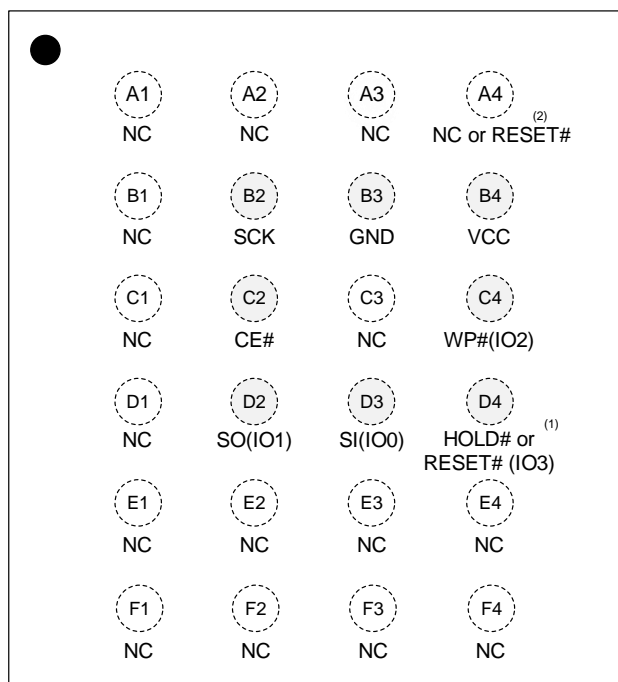 A1 A2 A3 A4
NC NC NC NC or RESET# (2)
B1 B2 B3 B4
NC SCK GND VCC
C1 C2 C3 C4
NC CE# NC WP#(IO2)
D1 D2 D3 D4
NC SO(IO1) SI(IO0) HOLD# or (1)
RESET# (IO3)
E1 E2 E3 E4
NC NC NC NC
F1 F2 F3 F4
NC NC NC NC